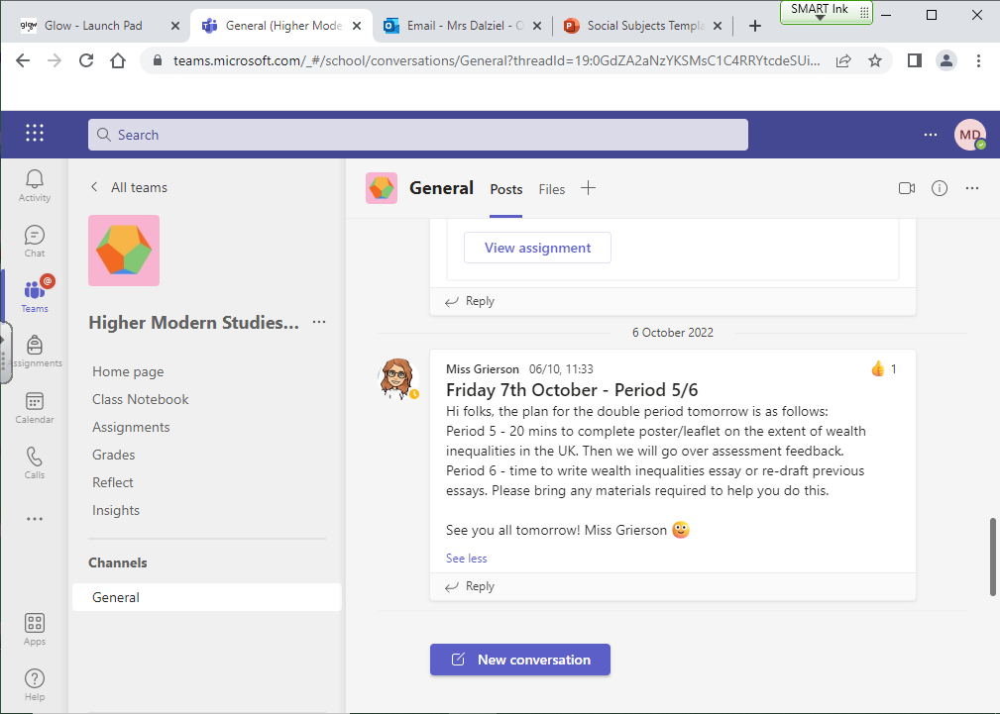 SMART Ink
glow Glow - Launch Pad
General (Higher Mode
Email - Mrs Dalziel - O
Social Subjects Templa
teams.microsoft.com/_#/school/conversations/General?threadId=19:0GdZA2aNzYKSMsC1C4RRYtcdeSUi...
Search
MD
Activity
Chat
Teams
ssignments
Calendar
Calls
Apps
Help
All teams
Higher Modern Studies...
Home page
Class Notebook
Assignments
Grades
Reflect
Insights
Channels
General
General Posts Files
View assignment
Reply
6 October 2022
Miss Grierson 06/10, 11:33
1
Friday 7th October - Period 5/6
Hi folks, the plan for the double period tomorrow is as follows:
Period 5 - 20 mins to complete poster/leaflet on the extent of wealth
inequalities in the UK. Then we will go over assessment feedback.
Period 6 - time to write wealth inequalities essay or re-draft previous
essays. Please bring any materials required to help you do this.
See you all tomorrow! Miss Grierson
See less
Reply
New conversation